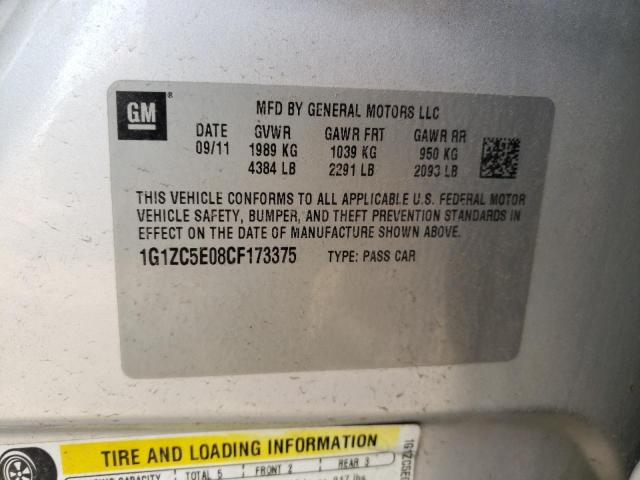 GM®
MFD BY GENERAL MOTORS LLC
DATE GVWR GAWR FRT GAWR RR
09/11 1989 KG 1039 KG 950 KG
4384 LB 2291 LB 2093 LB
THIS VEHICLE CONFORMS TO ALL APPLICABLE U.S. FEDERAL MOTOR
VEHICLE SAFETY, BUMPER, AND THEFT PREVENTION STANDARDS IN
EFFECT ON THE DATE OF MANUFACTURE SHOWN ABOVE.
1G1ZC5E08CF173375 TYPE: PASS CAR
TIRE AND LOADING INFORMATION
SEATING CAPACITY TOTAL 5 FRONT 2 REAR 3